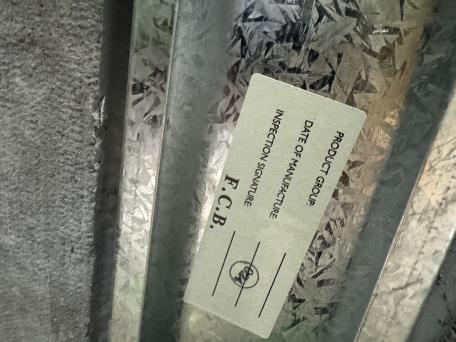 PRODUCT GROUP:
DATE OF MANUFACTURE
INSPECTION SIGNATURE
F.C.B.